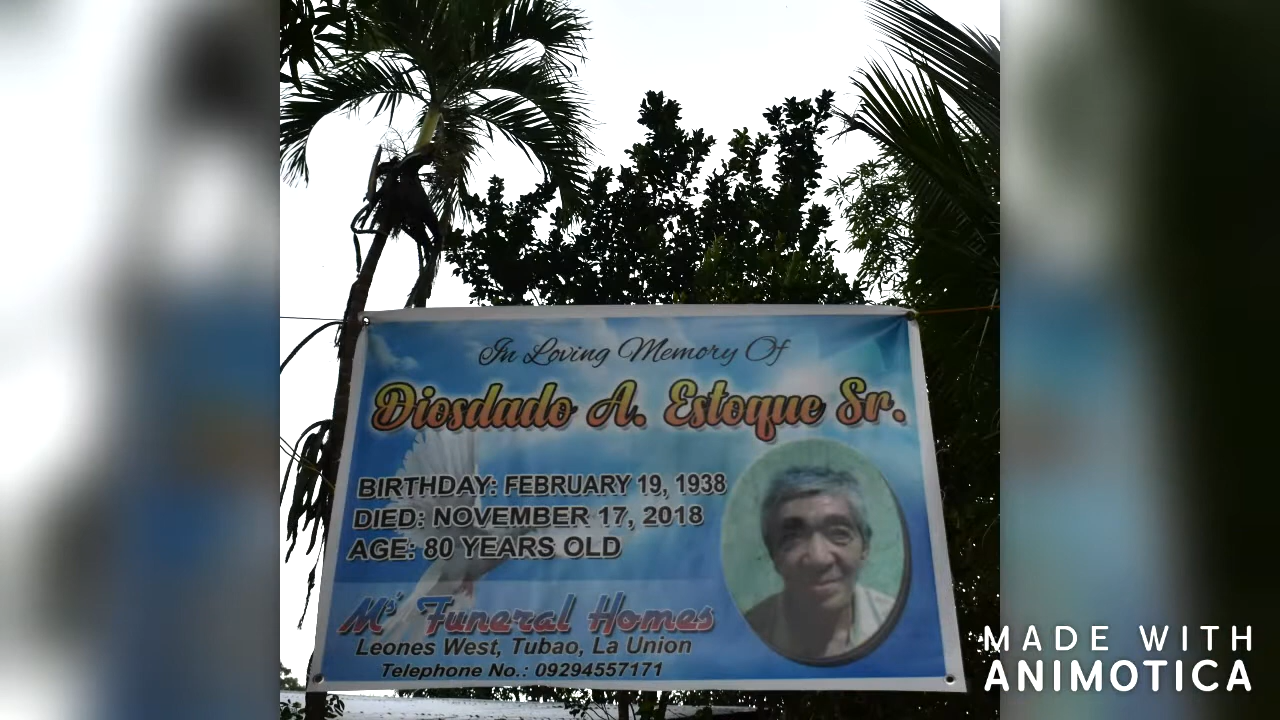 In Loving Memory Of
Diosdado A. Estoque Sr.
BIRTHDAY: FEBRUARY 19, 1938
DIED: NOVEMBER 17, 2018
AGE: 80 YEARS OLD
Mc' Funeral Homes
Leones West, Tubao, La Union
Telephone No.: 09294557171
MADE WITH
ANIMOTICA